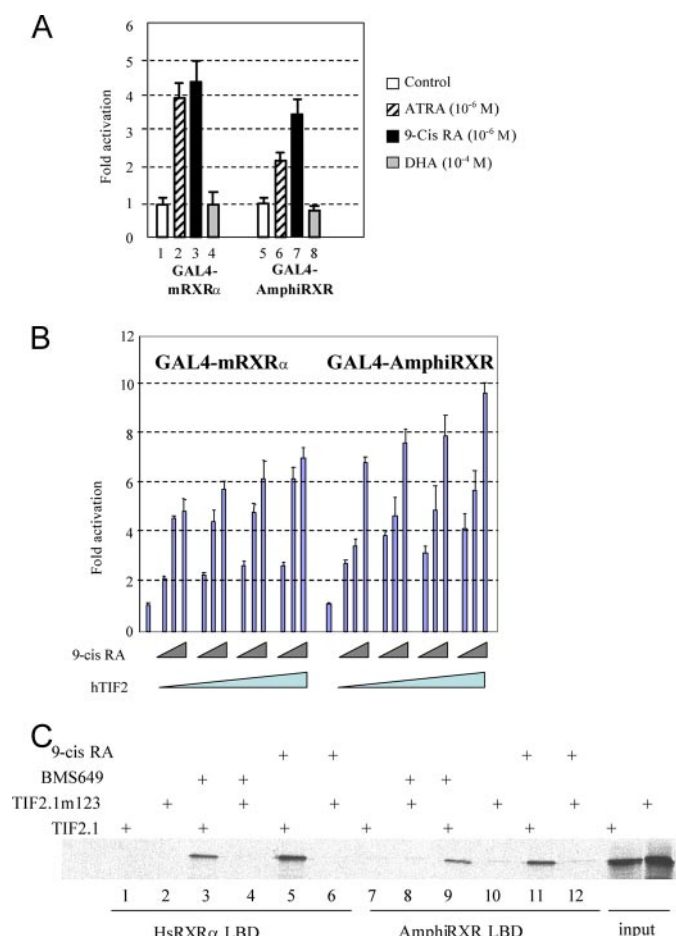 A
Fold activation
6
5
4
3
2
1
0
Control
ATRA (10⁻⁶ M)
9-Cis RA (10⁻⁶ M)
DHA (10⁻⁴ M)
1 2 3 4 5 6 7 8
GAL4- GAL4-
mRXRα AmphiRXR
B
GAL4-mRXRα GAL4-AmphiRXR
Fold activation
12
10
8
6
4
2
0
9-cis RA
hTIF2
C
9-cis RA + + + +
BMS649 + + + +
TIF2.1m123 + + + + + + +
TIF2.1 + + + + + + +
1 2 3 4 5 6 7 8 9 10 11 12
HsRXRα LBD AmphiRXR LBD input